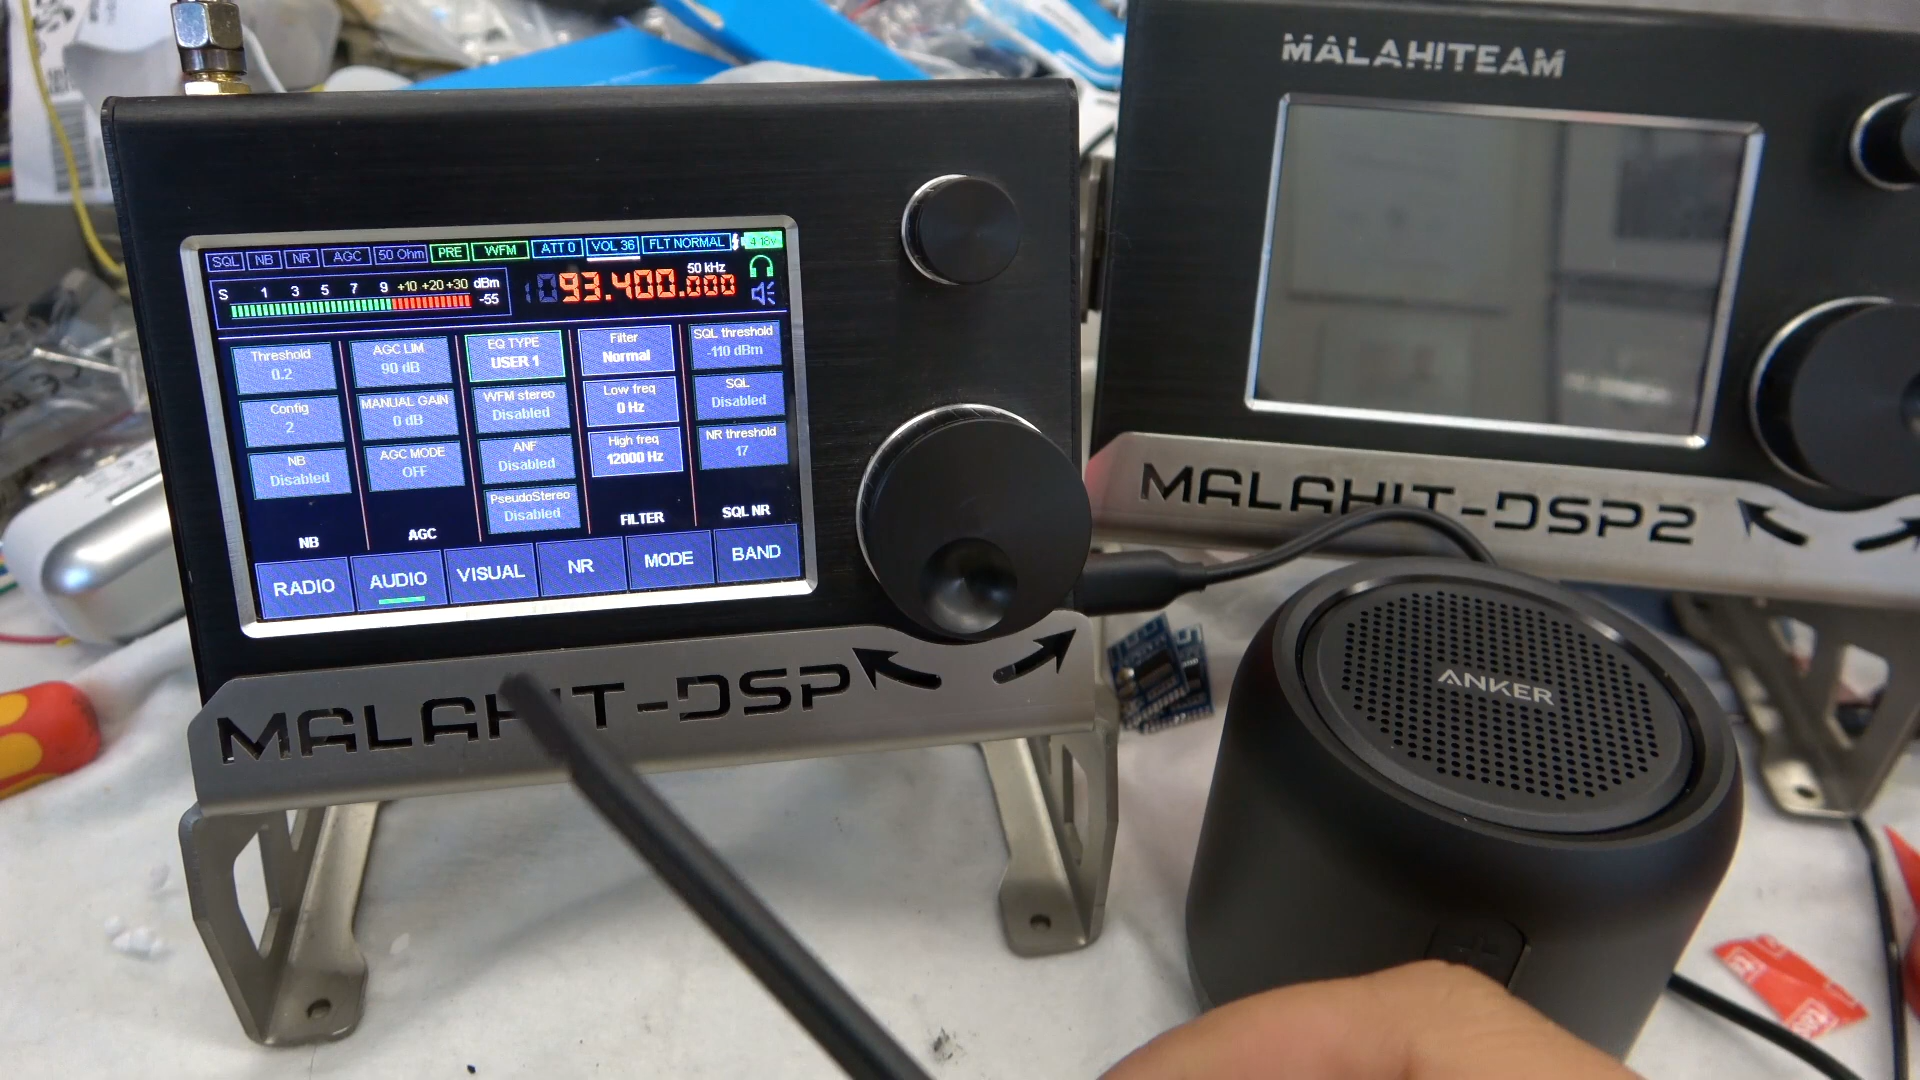 MALAHITEAM
SQL NB NR AGC 50 Ohm PRE WFM ATT 0 VOL 36 FLT NORMAL 4.16v
S 1 3 5 7 9 +10 +20 +30 dBm
-55
50 kHz
93.400.000
Threshold
0.2
Config
2
NB
Disabled
NB
AGC LIM
90 dB
MANUAL GAIN
0 dB
AGC MODE
OFF
AGC
EQ TYPE
USER 1
WFM stereo
Disabled
ANF
Disabled
PseudoStereo
Disabled
Filter
Normal
Low freq
0 Hz
High freq
12000 Hz
FILTER
SQL threshold
-110 dBm
SQL
Disabled
NR threshold
17
SQL NR
RADIO AUDIO VISUAL NR MODE BAND
MALAHIT-DSP
MALAHIT-DSP2
ANKER